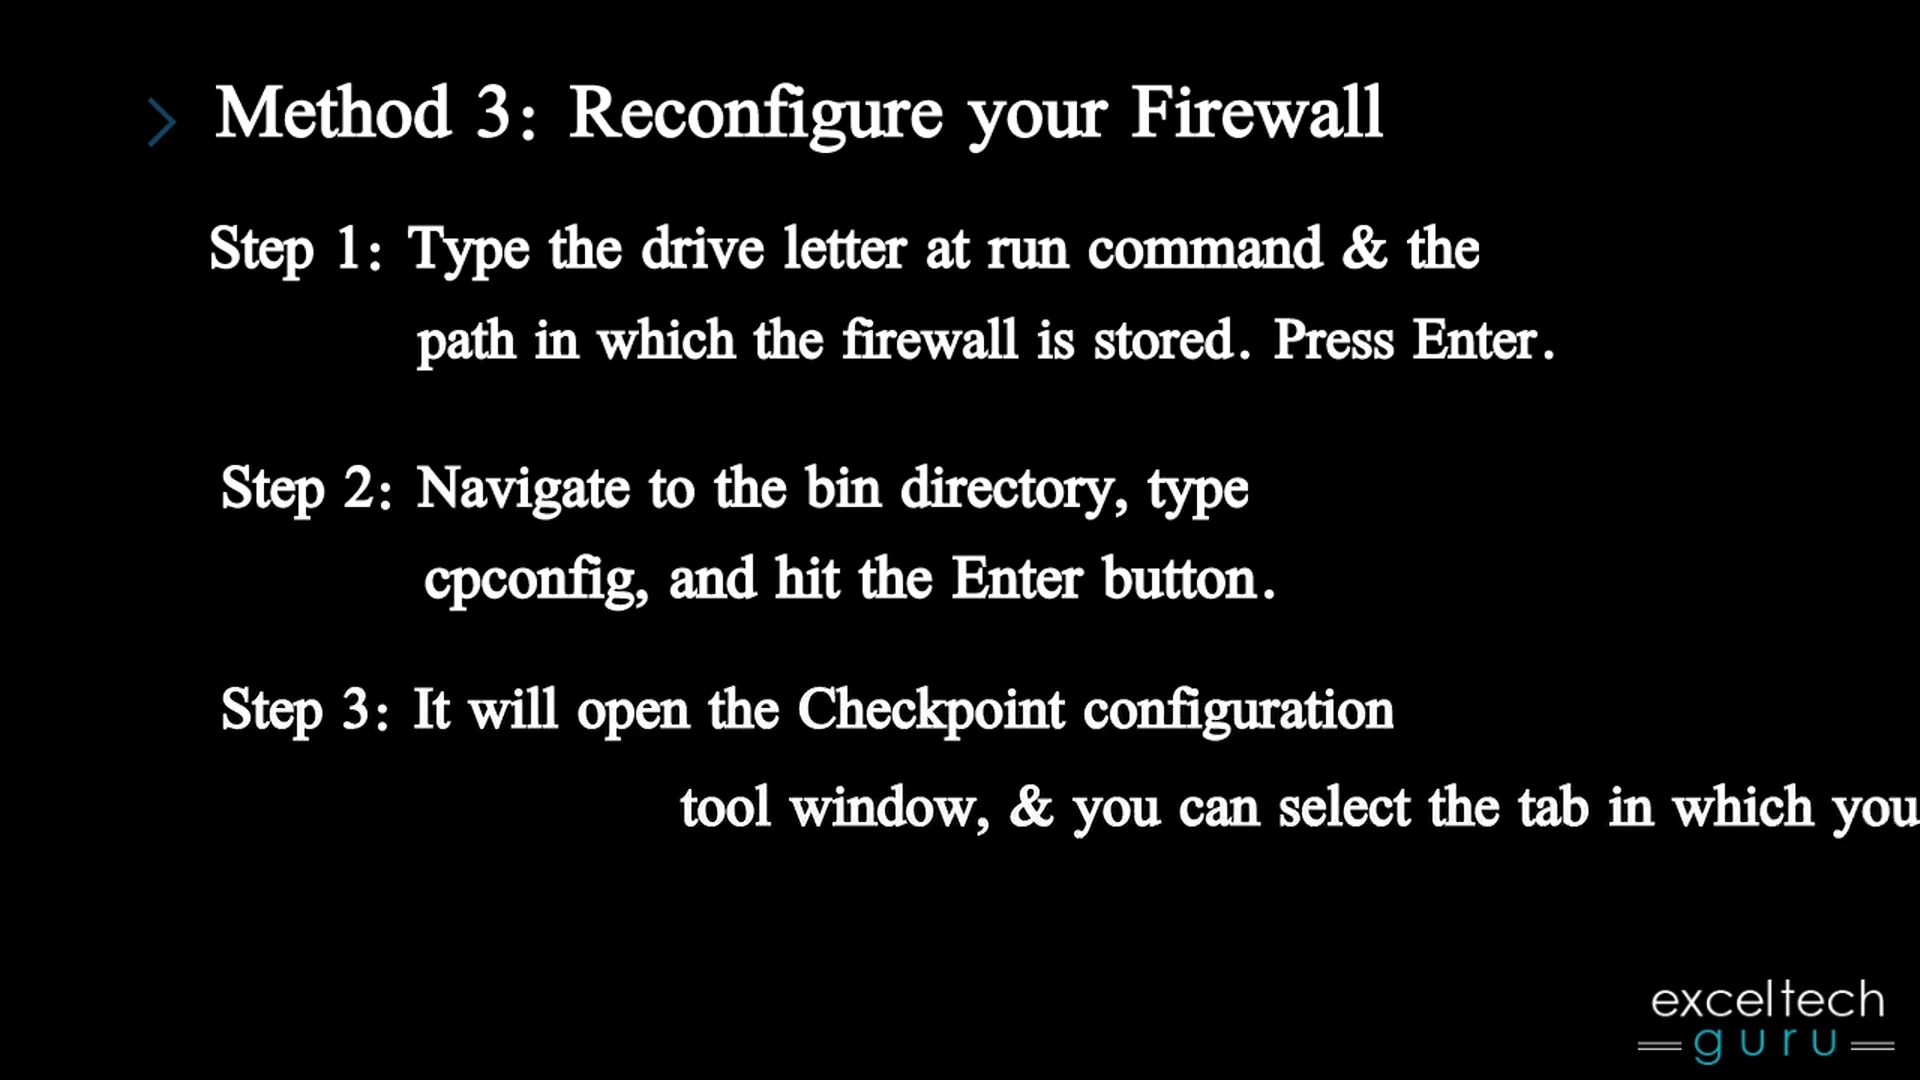 Method 3: Reconfigure your Firewall
Step 1: Type the drive letter at run command & the
path in which the firewall is stored. Press Enter.
Step 2: Navigate to the bin directory, type
cpconfig, and hit the Enter button.
Step 3: It will open the Checkpoint configuration
tool window, & you can select the tab in which you
exceltech
guru